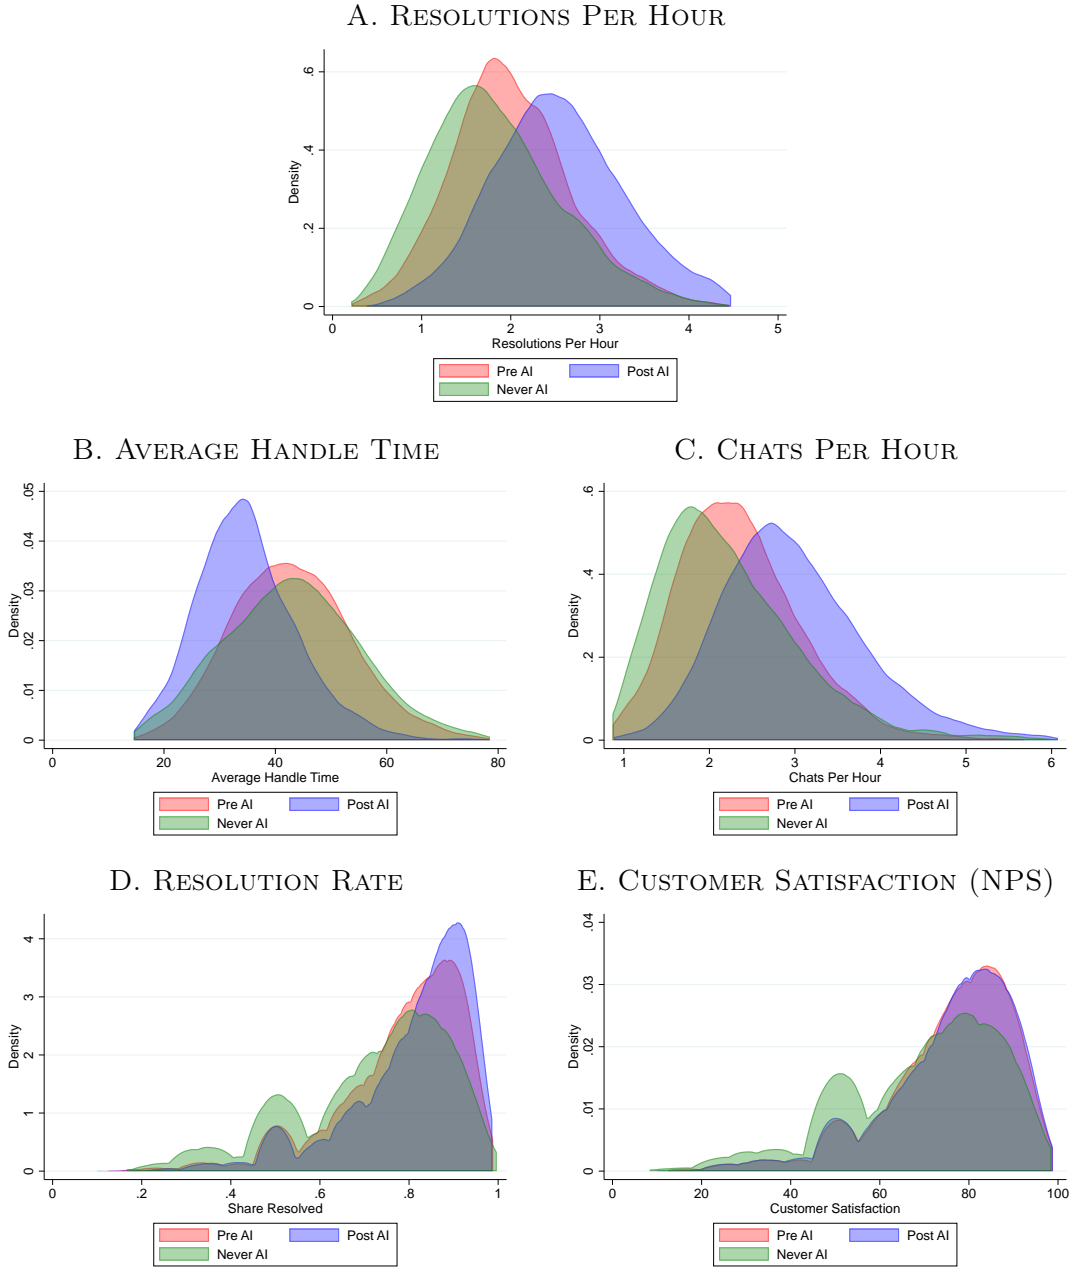 A. Resolutions Per Hour
.6
.4
.2
0
Density
0 1 2 3 4 5
Resolutions Per Hour
Pre AI Post AI
Never AI
B. Average Handle Time
.05
.04
.03
.02
.01
0
Density
0 20 40 60 80
Average Handle Time
Pre AI Post AI
Never AI
C. Chats Per Hour
.6
.4
.2
0
Density
1 2 3 4 5 6
Chats Per Hour
Pre AI Post AI
Never AI
D. Resolution Rate
4
3
2
1
0
Density
0 .2 .4 .6 .8 1
Share Resolved
Pre AI Post AI
Never AI
E. Customer Satisfaction (NPS)
.04
.03
.02
.01
0
Density
0 20 40 60 80 100
Customer Satisfaction
Pre AI Post AI
Never AI